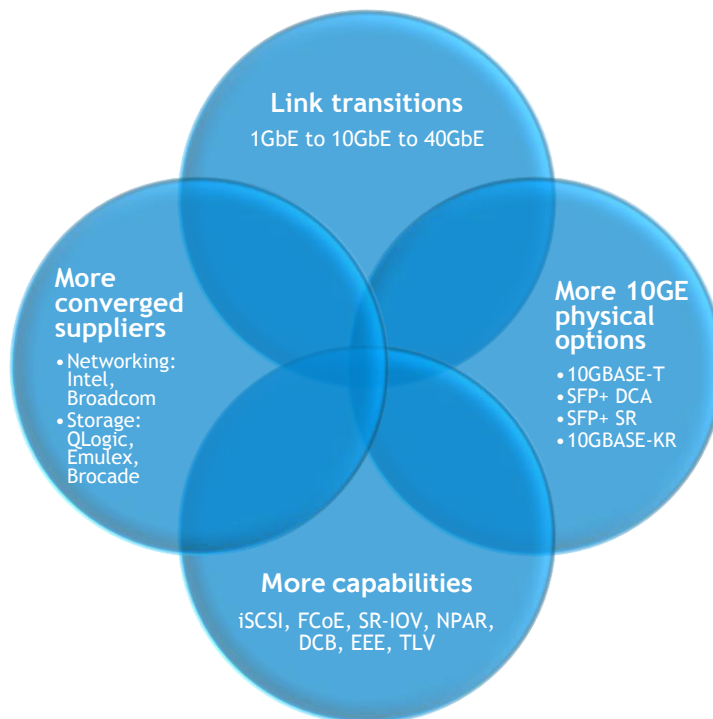 Link transitions
1GbE to 10GbE to 40GbE
More
converged
suppliers
•Networking:
Intel,
Broadcom
•Storage:
QLogic,
Emulex,
Brocade
More 10GE
physical
options
•10GBASE-T
•SFP+ DCA
•SFP+ SR
•10GBASE-KR
More capabilities
iSCSI, FCoE, SR-IOV, NPAR,
DCB, EEE, TLV